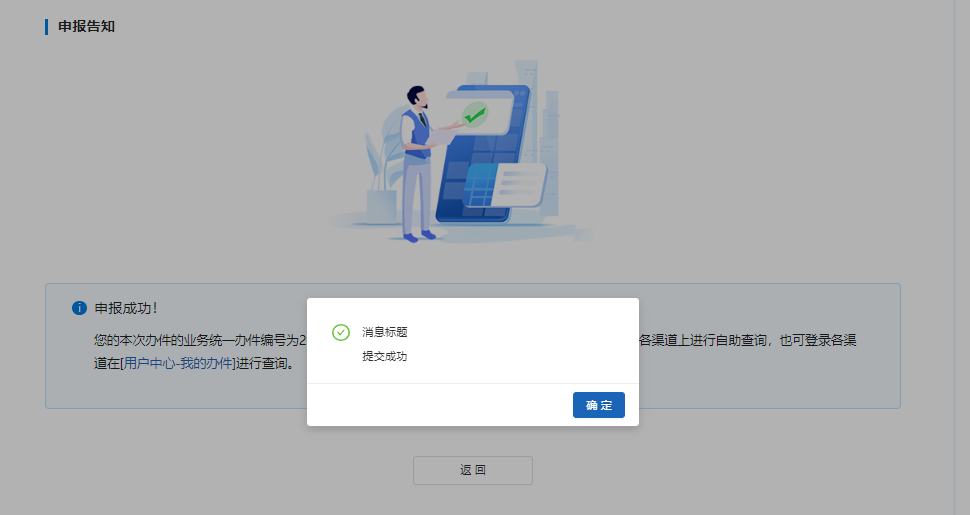 申报告知
申报成功！
您的本次办件的业务统一办件编号为2
各渠道上进行自助查询，也可登录各渠
道在[用户中心-我的办件]进行查询。
消息标题
提交成功
确 定
返 回